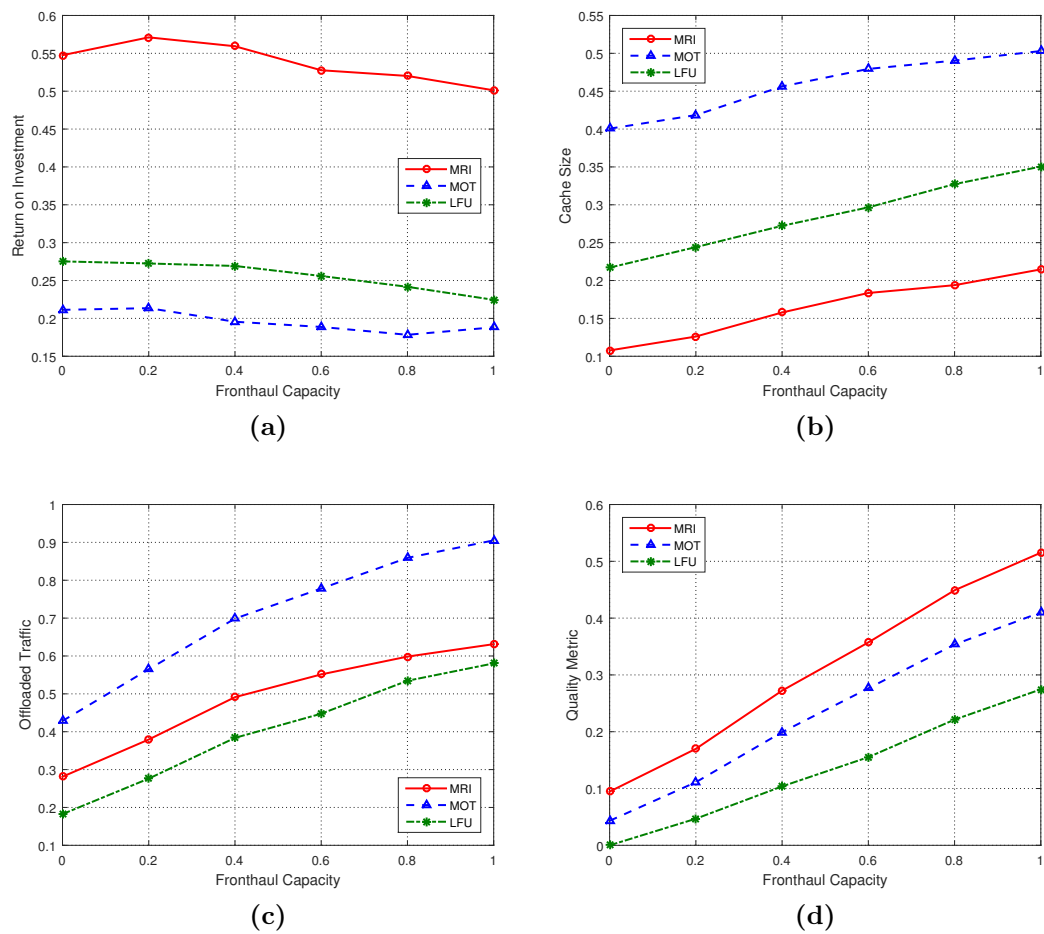 0.6
0.55
0.5
0.45
0.4
0.35
0.3
0.25
0.2
0.15
Return on Investment
MRI
MOT
LFU
0 0.2 0.4 0.6 0.8 1
Fronthaul Capacity
(a)
0.55
0.5
0.45
0.4
0.35
0.3
0.25
0.2
0.15
0.1
Cache Size
MRI
MOT
LFU
0 0.2 0.4 0.6 0.8 1
Fronthaul Capacity
(b)
1
0.9
0.8
0.7
0.6
0.5
0.4
0.3
0.2
0.1
Offloaded Traffic
MRI
MOT
LFU
0 0.2 0.4 0.6 0.8 1
Fronthaul Capacity
(c)
0.6
0.5
0.4
0.3
0.2
0.1
0
Quality Metric
MRI
MOT
LFU
0 0.2 0.4 0.6 0.8 1
Fronthaul Capacity
(d)